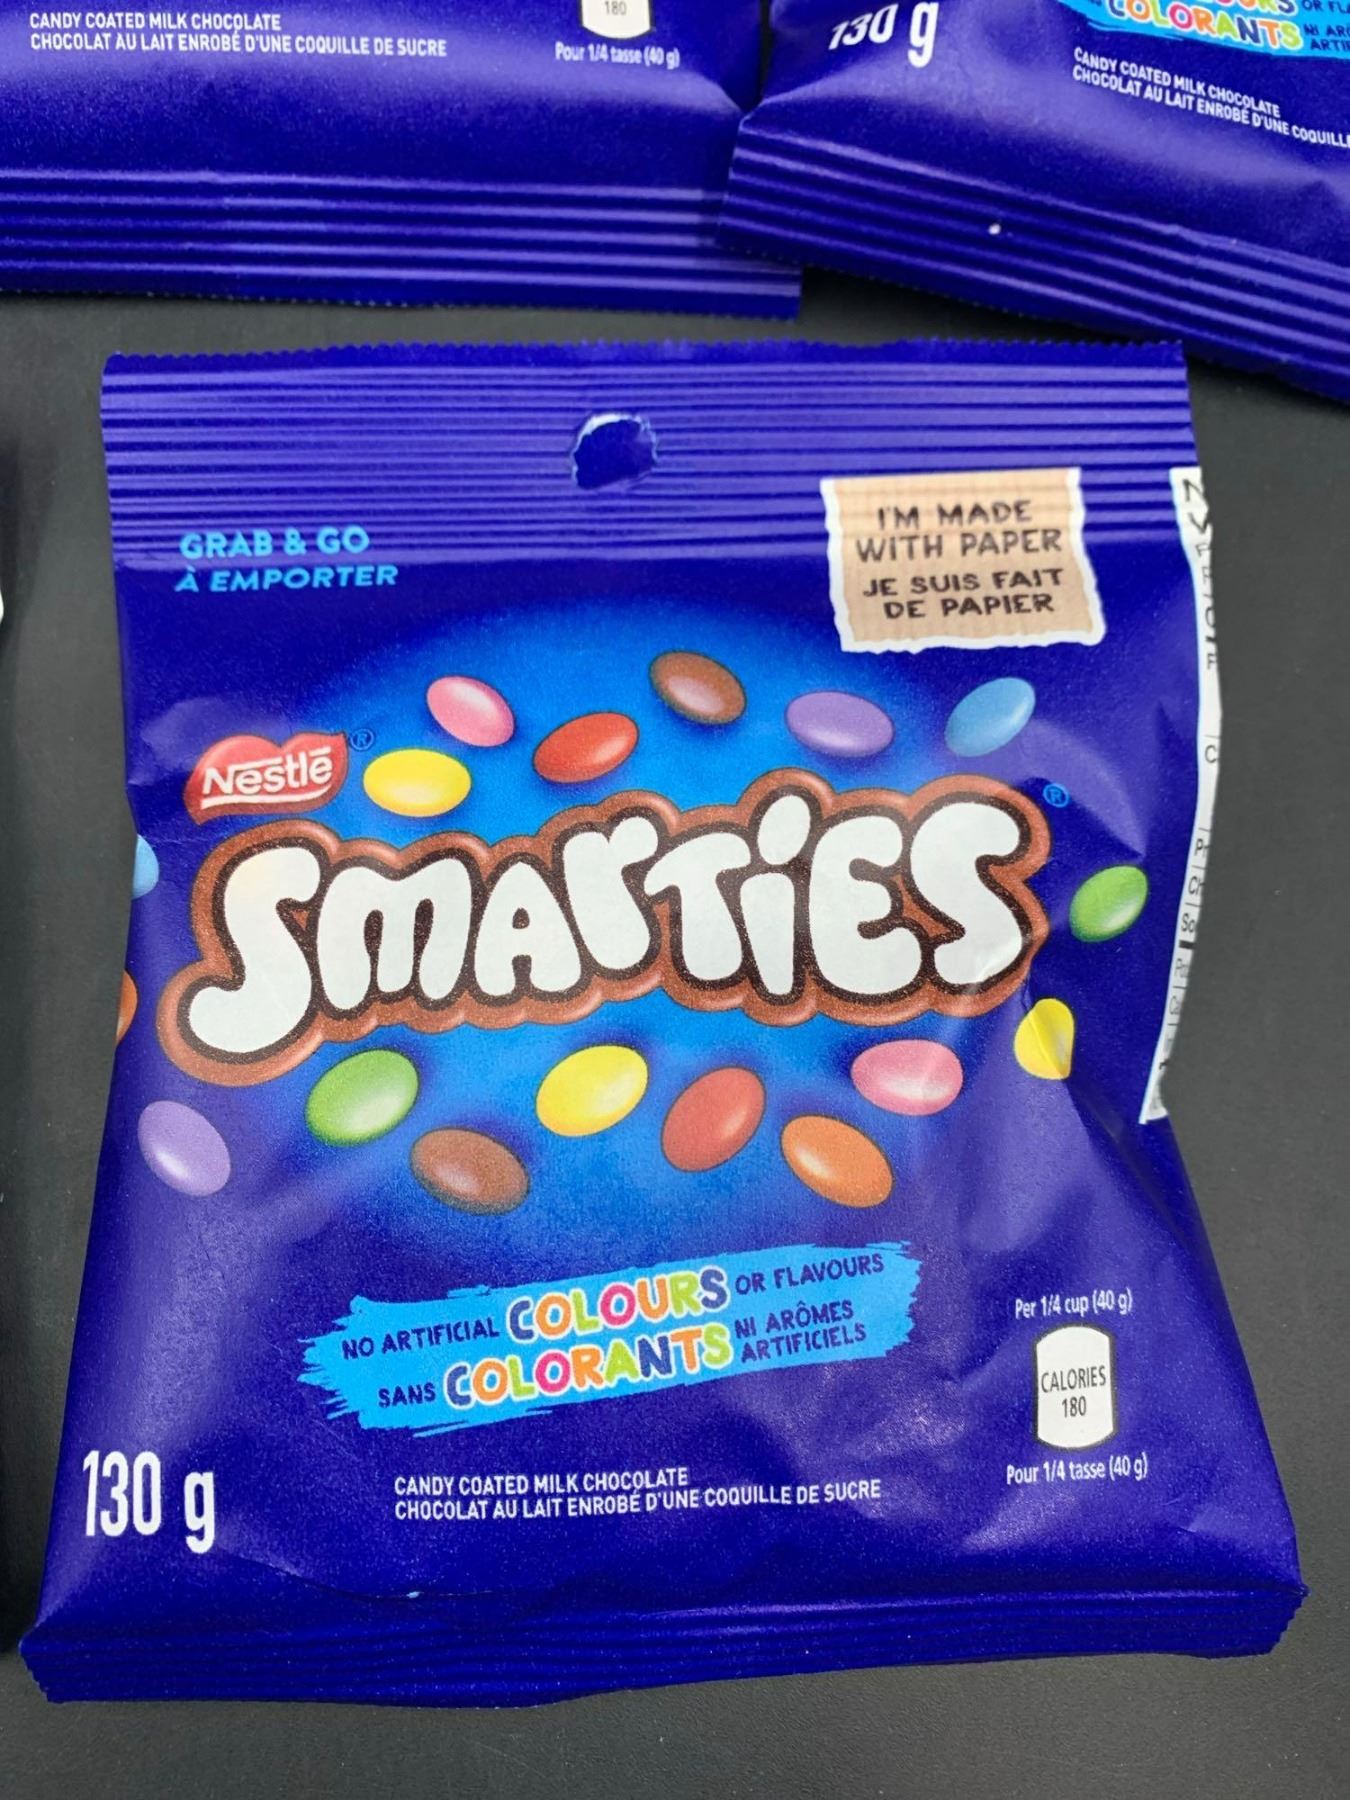 CANDY COATED MILK CHOCOLATE
CHOCOLAT AU LAIT ENROBÉ D'UNE COQUILLE DE SUCRE
180
Pour 1/4 tasse (40 g)
130 g
COLORANTS
CANDY COATED MILK CHOCOLATE
CHOCOLAT AU LAIT ENROBÉ D'UNE
GRAB & GO
À EMPORTER
I'M MADE
WITH PAPER
JE SUIS FAIT
DE PAPIER
Nestlé®
SMARTIES®
NO ARTIFICIAL COLOURS OR FLAVOURS
SANS COLORANTS NI ARÔMES
ARTIFICIELS
Per 1/4 cup (40 g)
CALORIES
180
Pour 1/4 tasse (40 g)
130 g
CANDY COATED MILK CHOCOLATE
CHOCOLAT AU LAIT ENROBÉ D'UNE COQUILLE DE SUCRE